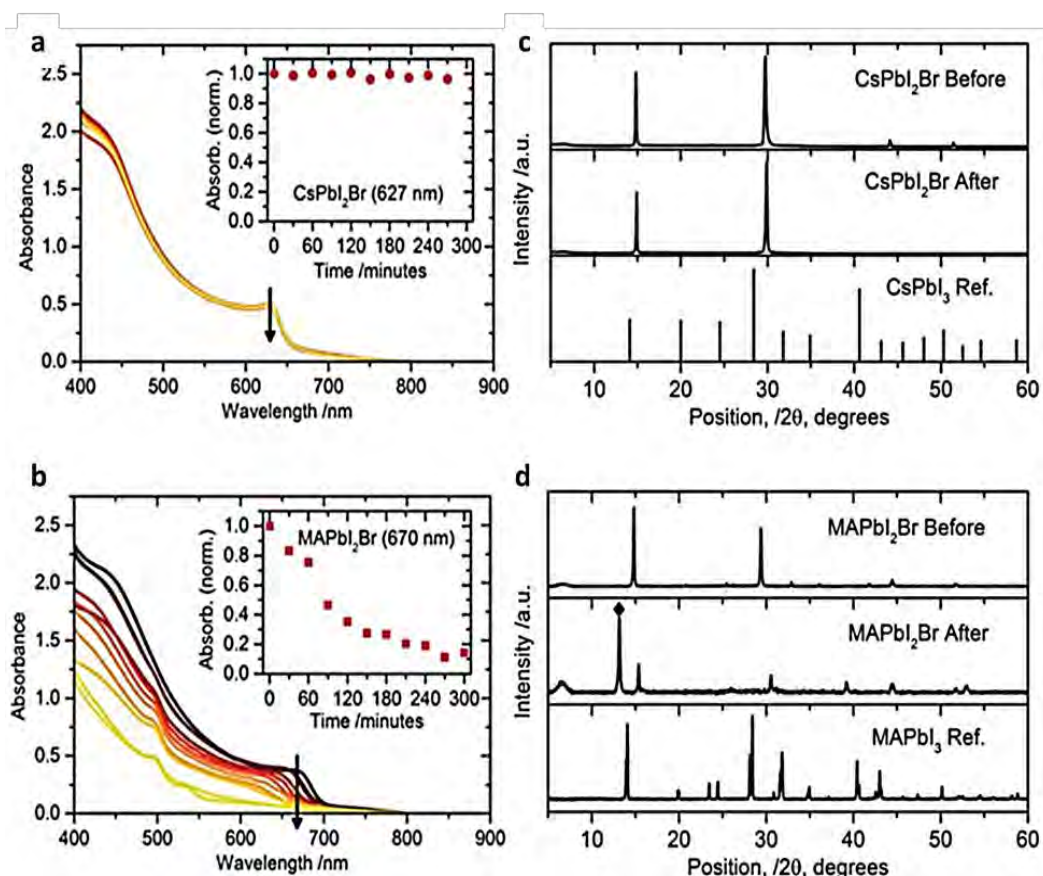 a
2.5
2.0
1.5
1.0
0.5
0.0
Absorbance
400 500 600 700 800 900
Wavelength /nm
1.0
0.8
0.6
0.4
0.2
0.0
Absorb. (norm.)
CsPbI₂Br (627 nm)
0 60 120 180 240 300
Time /minutes
c
CsPbI₂Br Before
CsPbI₂Br After
CsPbI₃ Ref.
Intensity /a.u.
10 20 30 40 50 60
Position, /2θ, degrees
b
2.5
2.0
1.5
1.0
0.5
0.0
Absorbance
400 500 600 700 800 900
Wavelength /nm
1.0
0.8
0.6
0.4
0.2
0.0
Absorb. (norm.)
MAPbI₂Br (670 nm)
0 60 120 180 240 300
Time /minutes
d
MAPbI₂Br Before
MAPbI₂Br After
MAPbI₃ Ref.
Intensity /a.u.
10 20 30 40 50 60
Position, /2θ, degrees